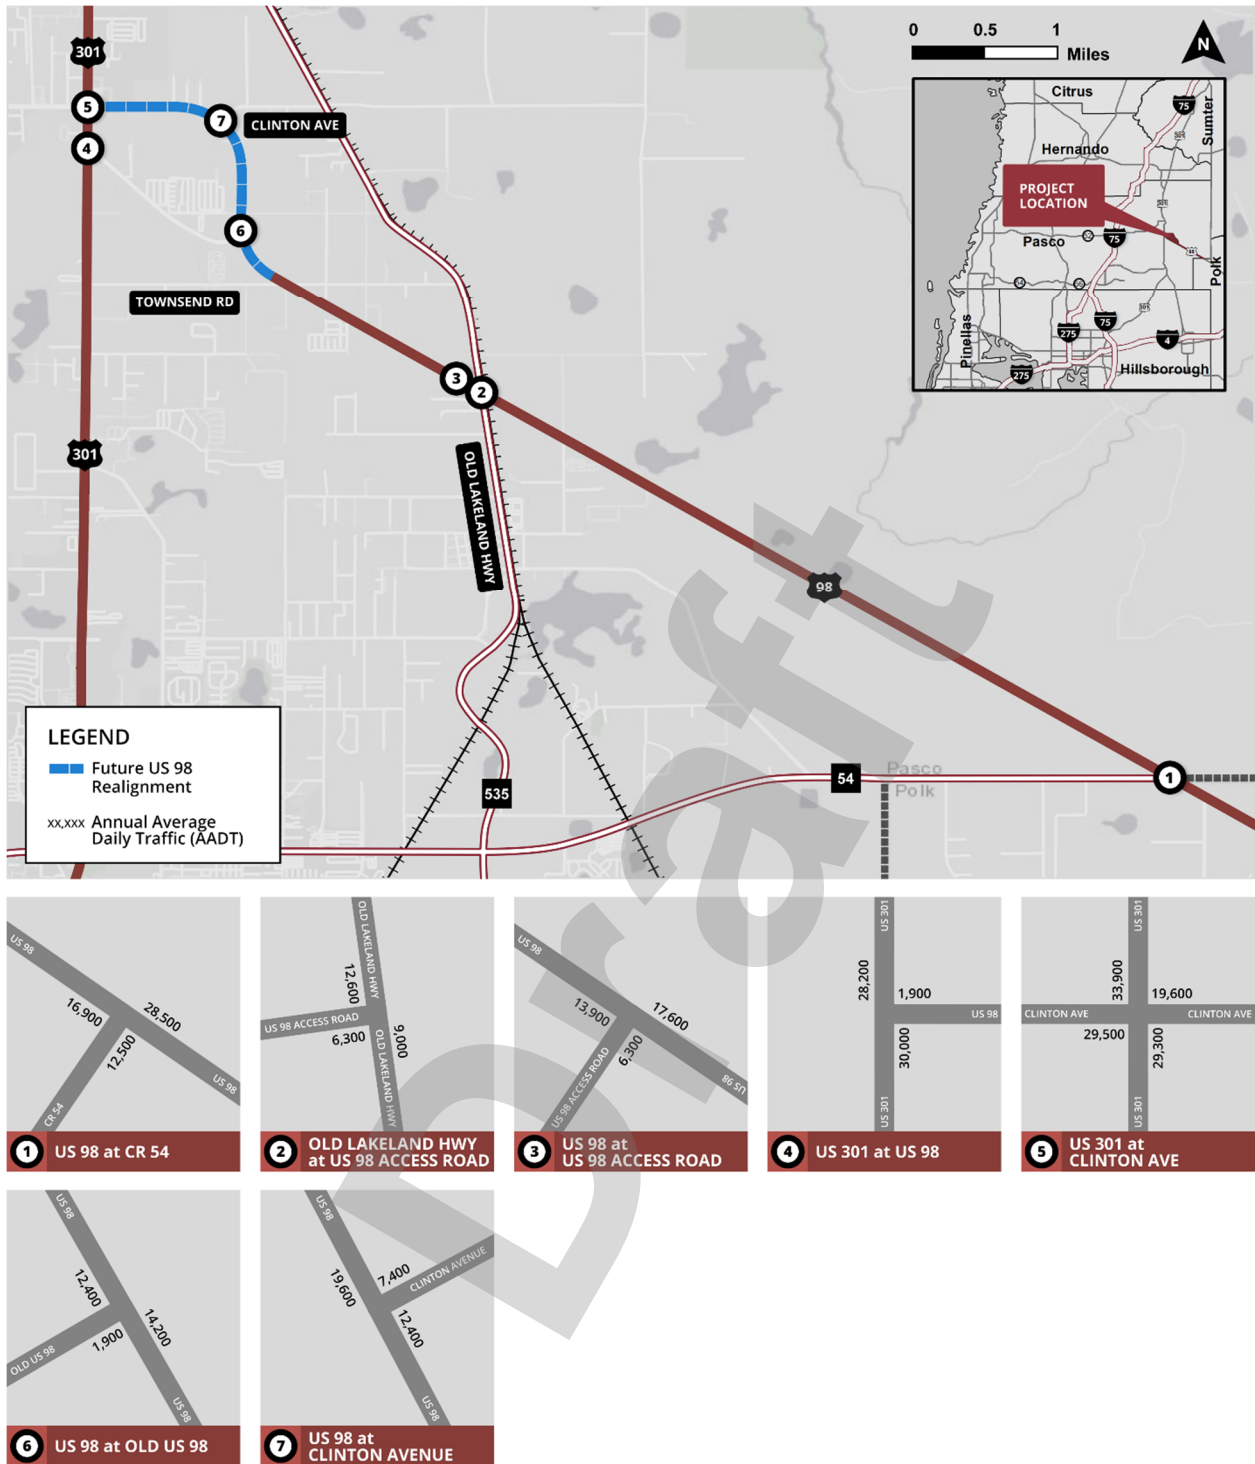 301
5
7
CLINTON AVE
4
6
TOWNSEND RD
3
2
301
OLD LAKELAND HWY
98
535
54
Pasco
Polk
1
0 0.5 1
Miles
N
Citrus
75
Sumter
Hernando
PROJECT
LOCATION
Pasco
75
Polk
Pinellas
275
75
4
275
Hillsborough
LEGEND
Future US 98
Realignment
xx,xxx Annual Average
Daily Traffic (AADT)
Draft
US 98
16,900
28,500
12,500
CR 54
US 98
1 US 98 at CR 54
OLD LAKELAND HWY
12,600
US 98 ACCESS ROAD
6,300
9,000
OLD LAKELAND HWY
2 OLD LAKELAND HWY
at US 98 ACCESS ROAD
US 98
13,900
17,600
6,300
US 98 ACCESS ROAD
US 98
3 US 98 at
US 98 ACCESS ROAD
US 301
28,200
1,900
US 98
30,000
US 301
4 US 301 at US 98
US 301
33,900
19,600
CLINTON AVE
CLINTON AVE
29,500
29,300
US 301
5 US 301 at
CLINTON AVE
US 98
12,400
14,200
1,900
OLD US 98
US 98
6 US 98 at OLD US 98
US 98
19,600
7,400
CLINTON AVENUE
12,400
US 98
7 US 98 at
CLINTON AVENUE